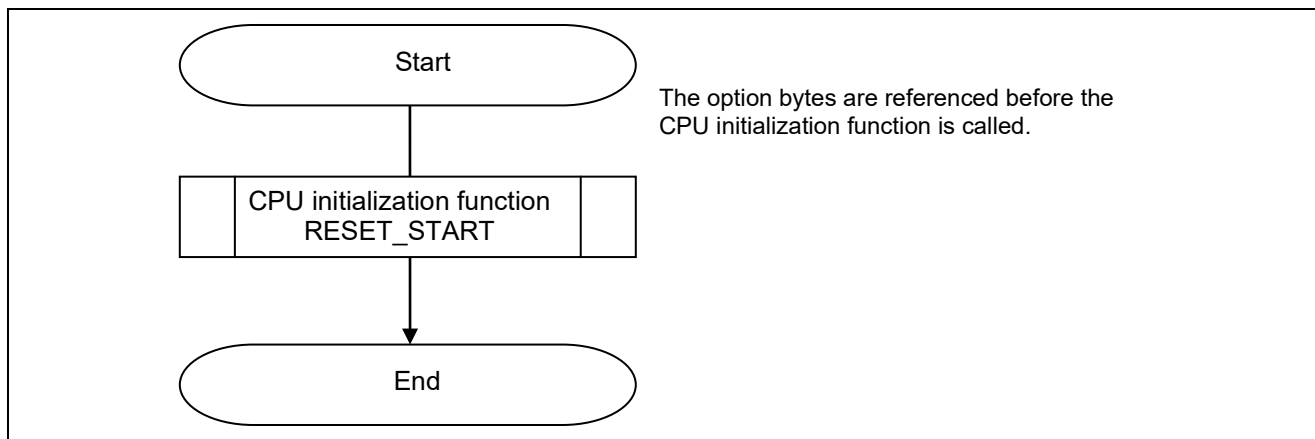 Start
The option bytes are referenced before the
CPU initialization function is called.
CPU initialization function
RESET_START
End